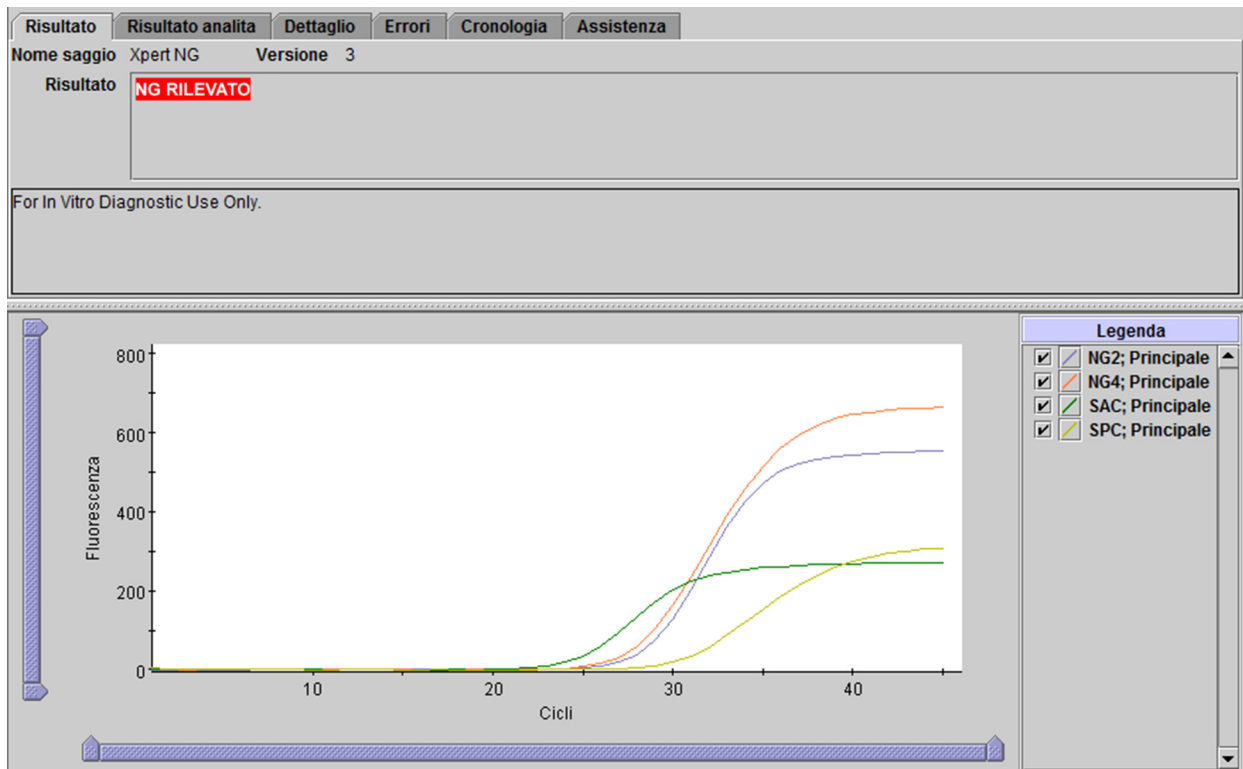 Risultato Risultato analita Dettaglio Errori Cronologia Assistenza
Nome saggio Xpert NG Versione 3
Risultato NG RILEVATO
For In Vitro Diagnostic Use Only.
Legenda
NG2; Principale
NG4; Principale
SAC; Principale
SPC; Principale
800
600
400
200
0
Fluorescenza
10 20 30 40
Cicli